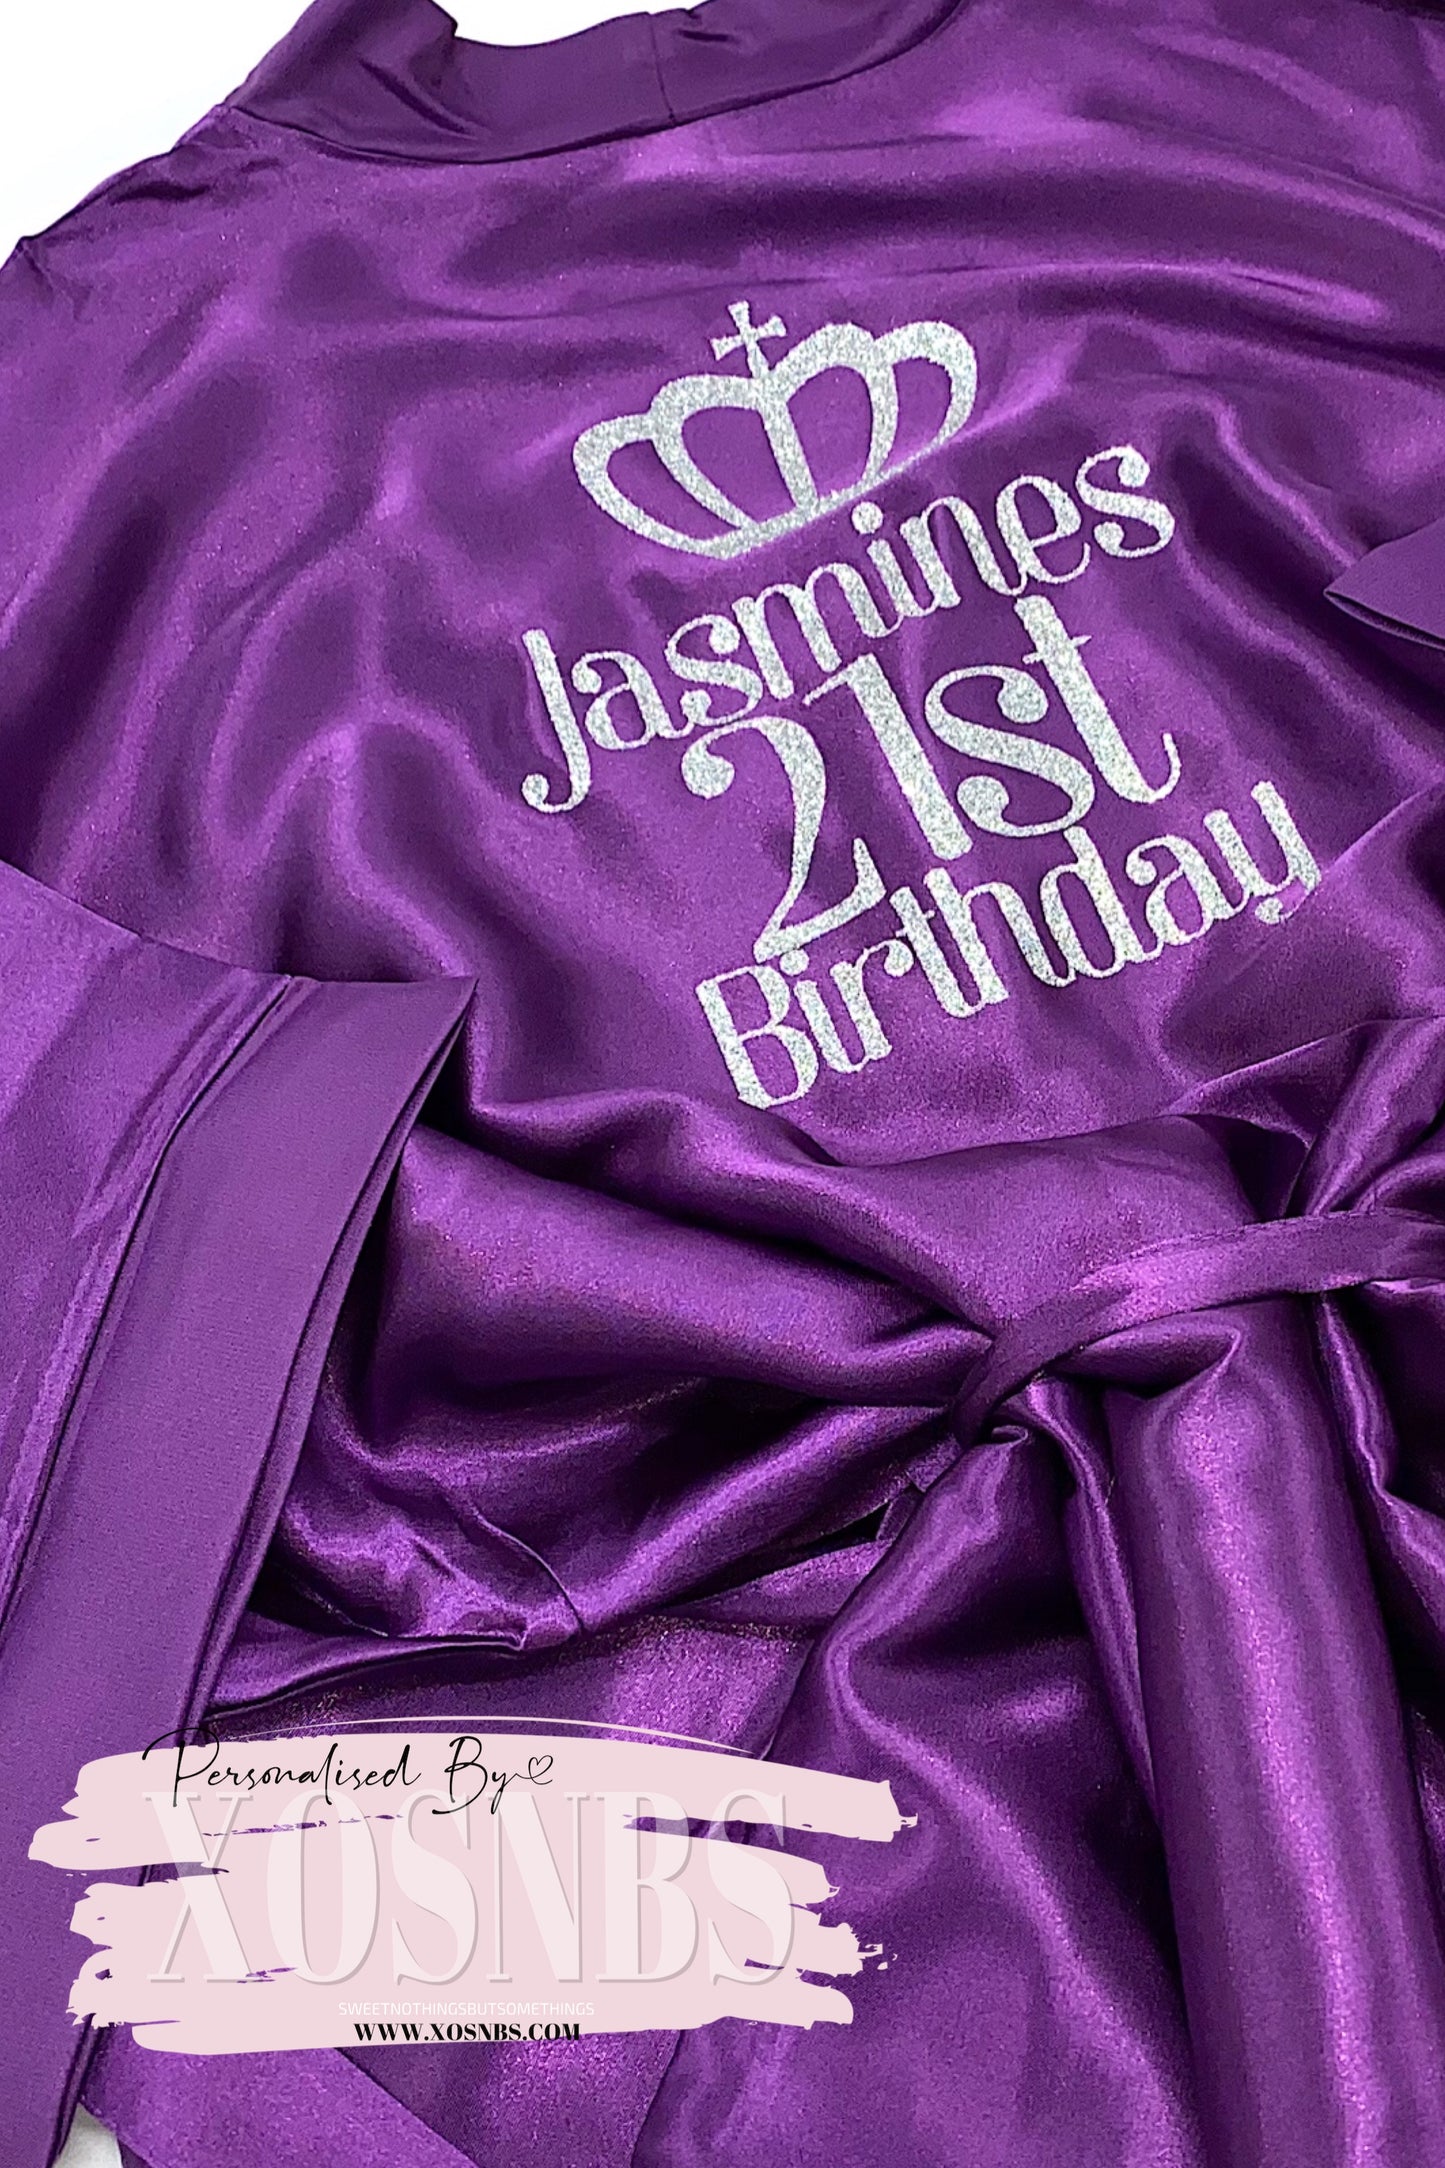 Jasmines
21st
Birthday
Personalised By
XOSNBS
SWEETNOTHINGSBUTSOMETHINGS
WWW.XOSNBS.COM